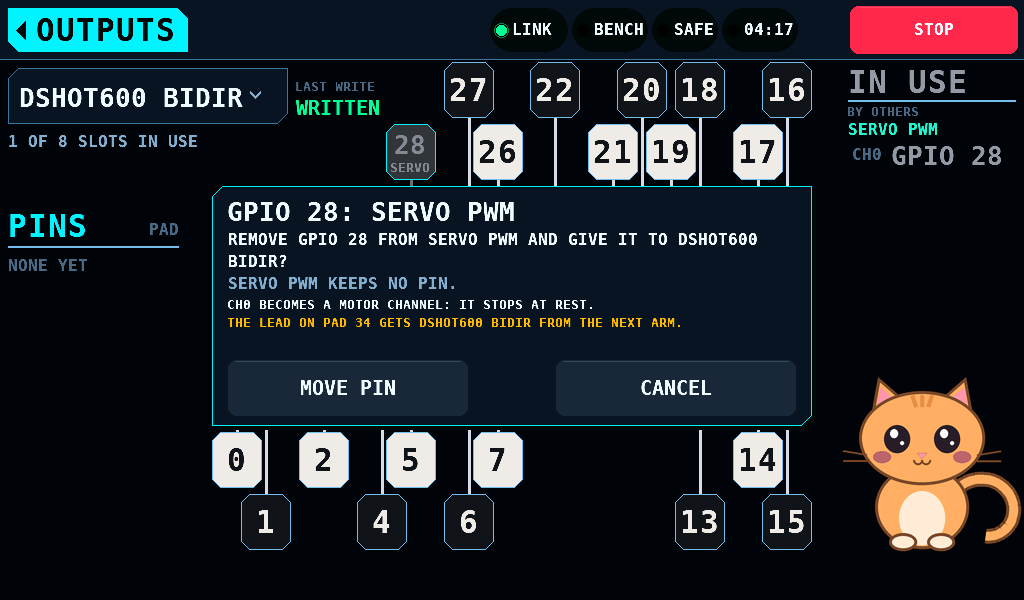 OUTPUTS
LINK
BENCH
SAFE
04:17
STOP
DSHOT600 BIDIR
LAST WRITE
WRITTEN
1 OF 8 SLOTS IN USE
27
22
20
18
16
28
SERVO
26
21
19
17
IN USE
BY OTHERS
SERVO PWM
CH0 GPIO 28
PINS
PAD
NONE YET
GPIO 28: SERVO PWM
REMOVE GPIO 28 FROM SERVO PWM AND GIVE IT TO DSHOT600
BIDIR?
SERVO PWM KEEPS NO PIN.
CH0 BECOMES A MOTOR CHANNEL: IT STOPS AT REST.
THE LEAD ON PAD 34 GETS DSHOT600 BIDIR FROM THE NEXT ARM.
MOVE PIN
CANCEL
0
2
5
7
14
1
4
6
13
15